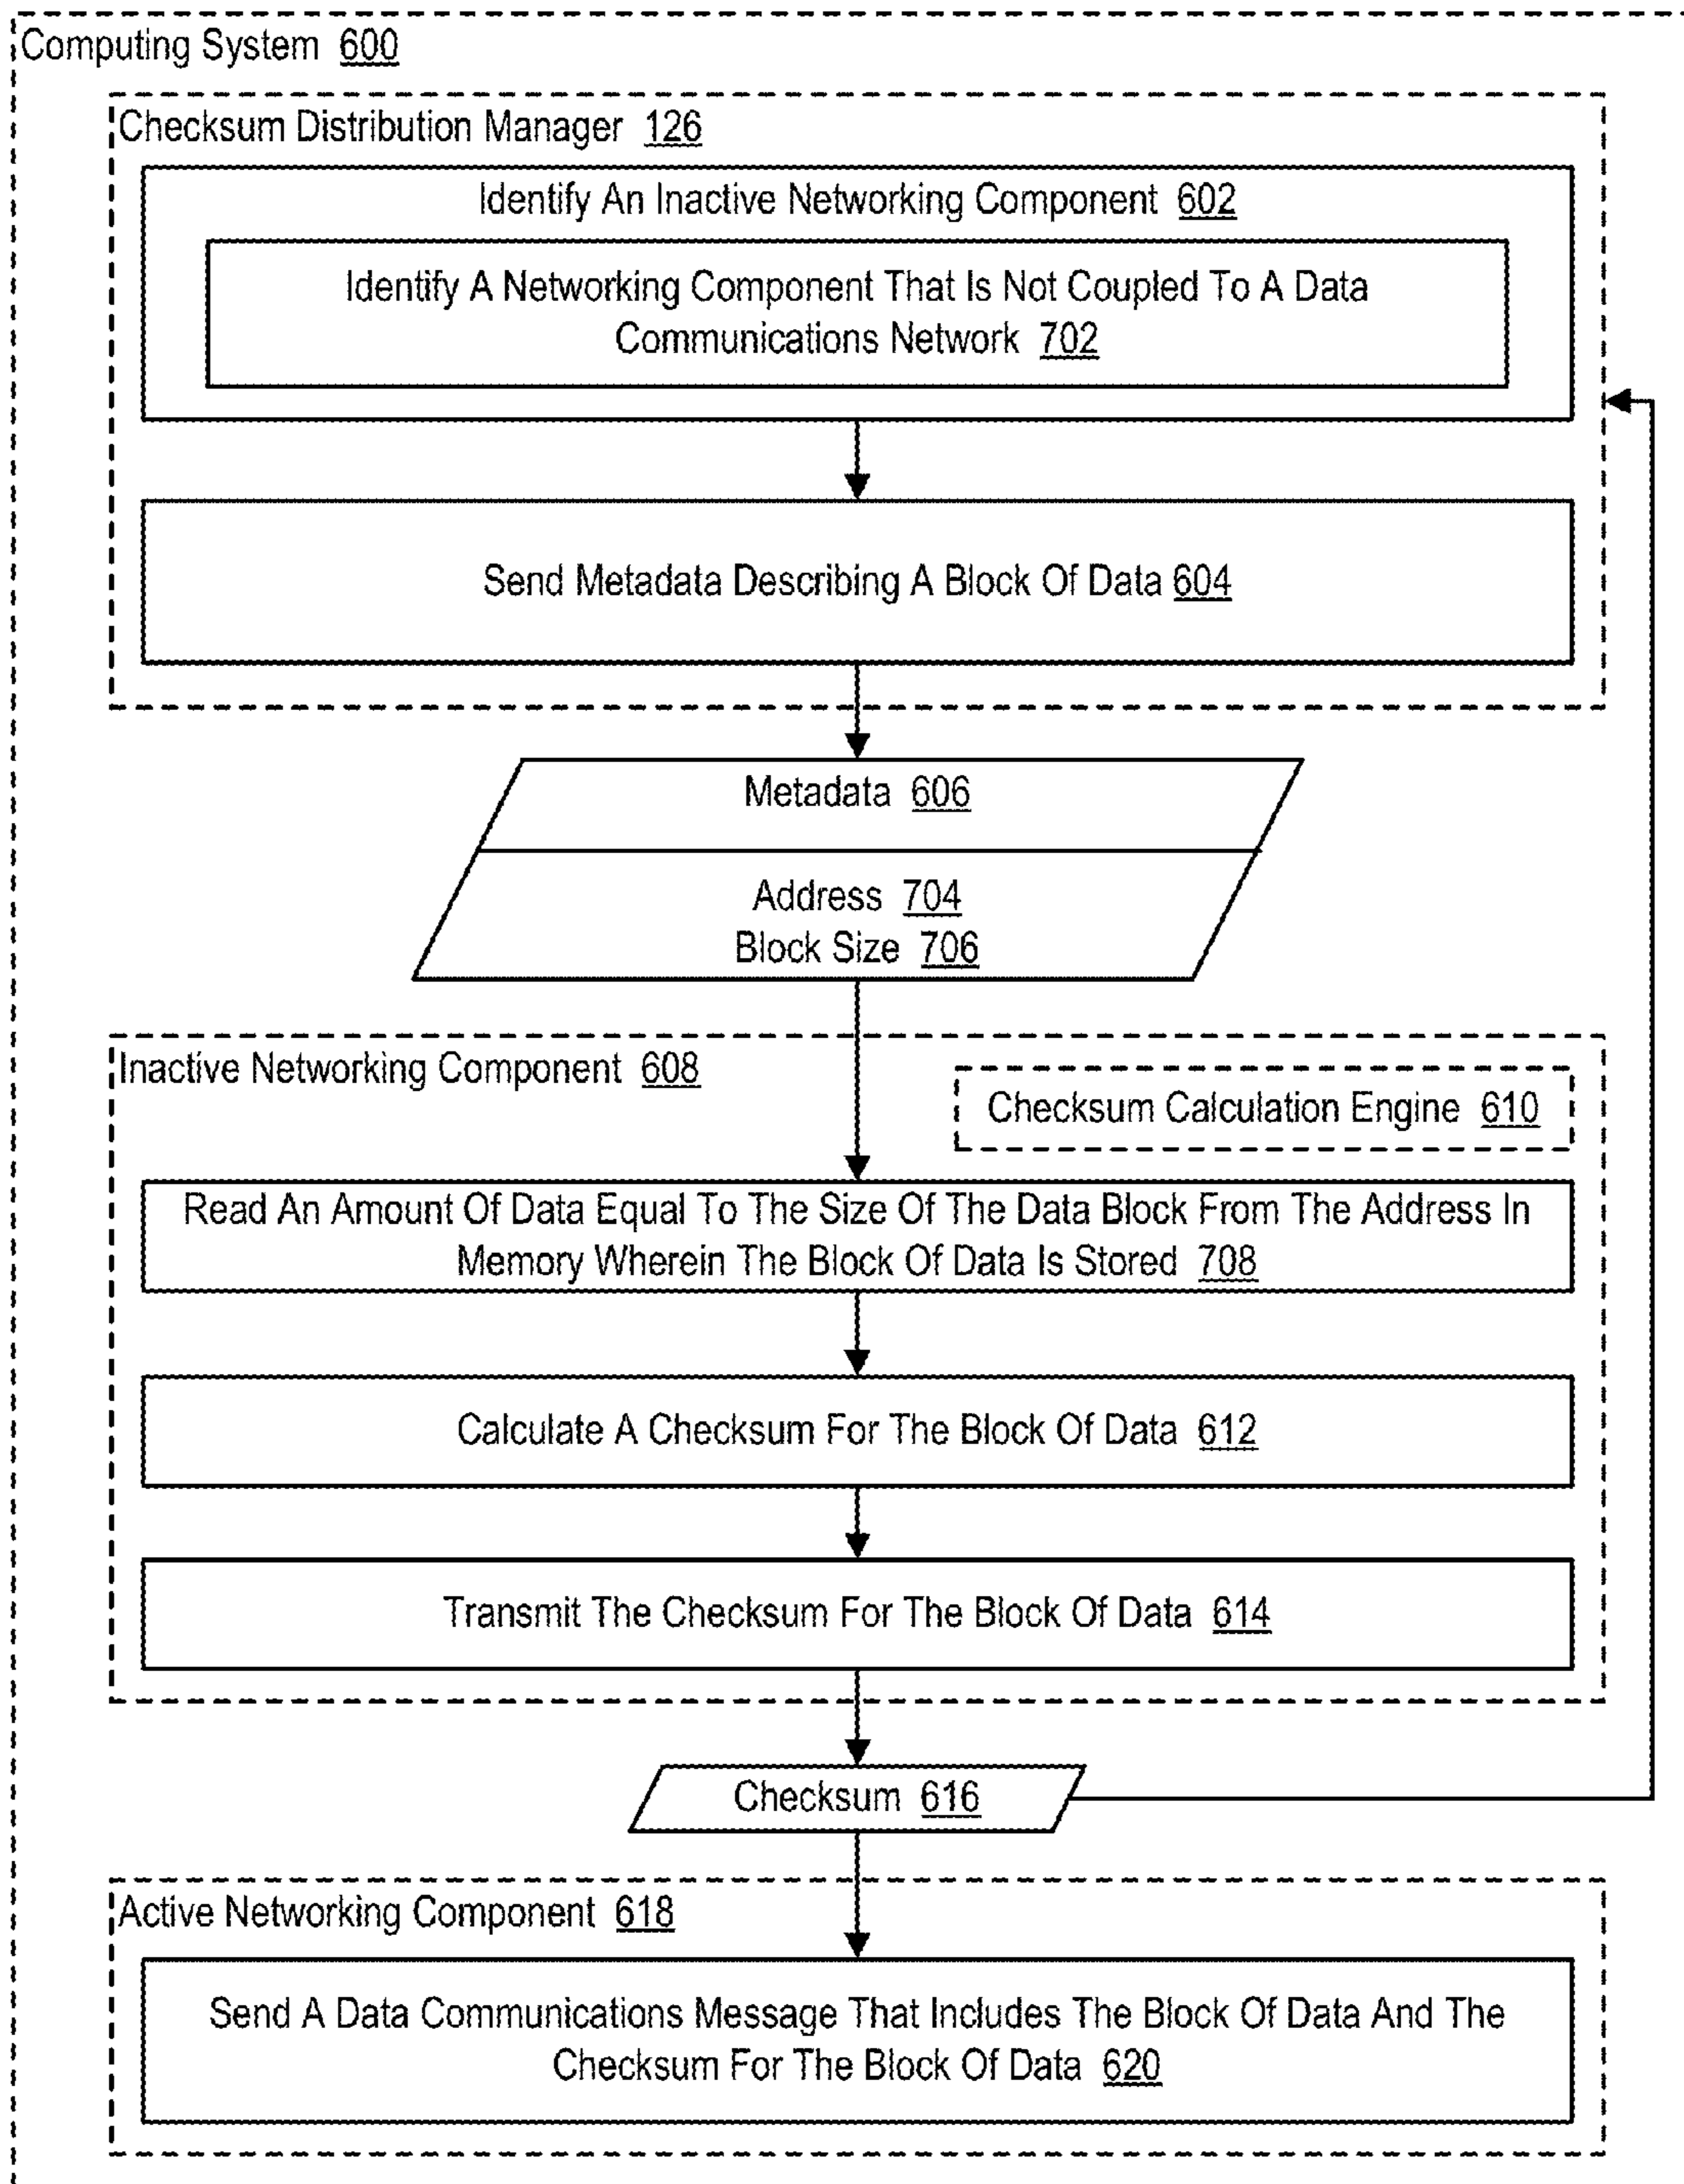 Computing System 600
Checksum Distribution Manager 126
Identify An Inactive Networking Component 602
Identify A Networking Component That Is Not Coupled To A Data
Communications Network 702
Send Metadata Describing A Block Of Data 604
Metadata 606
Address 704
Block Size 706
Inactive Networking Component 608
Checksum Calculation Engine 610
Read An Amount Of Data Equal To The Size Of The Data Block From The Address In
Memory Wherein The Block Of Data Is Stored 708
Calculate A Checksum For The Block Of Data 612
Transmit The Checksum For The Block Of Data 614
Checksum 616
Active Networking Component 618
Send A Data Communications Message That Includes The Block Of Data And The
Checksum For The Block Of Data 620